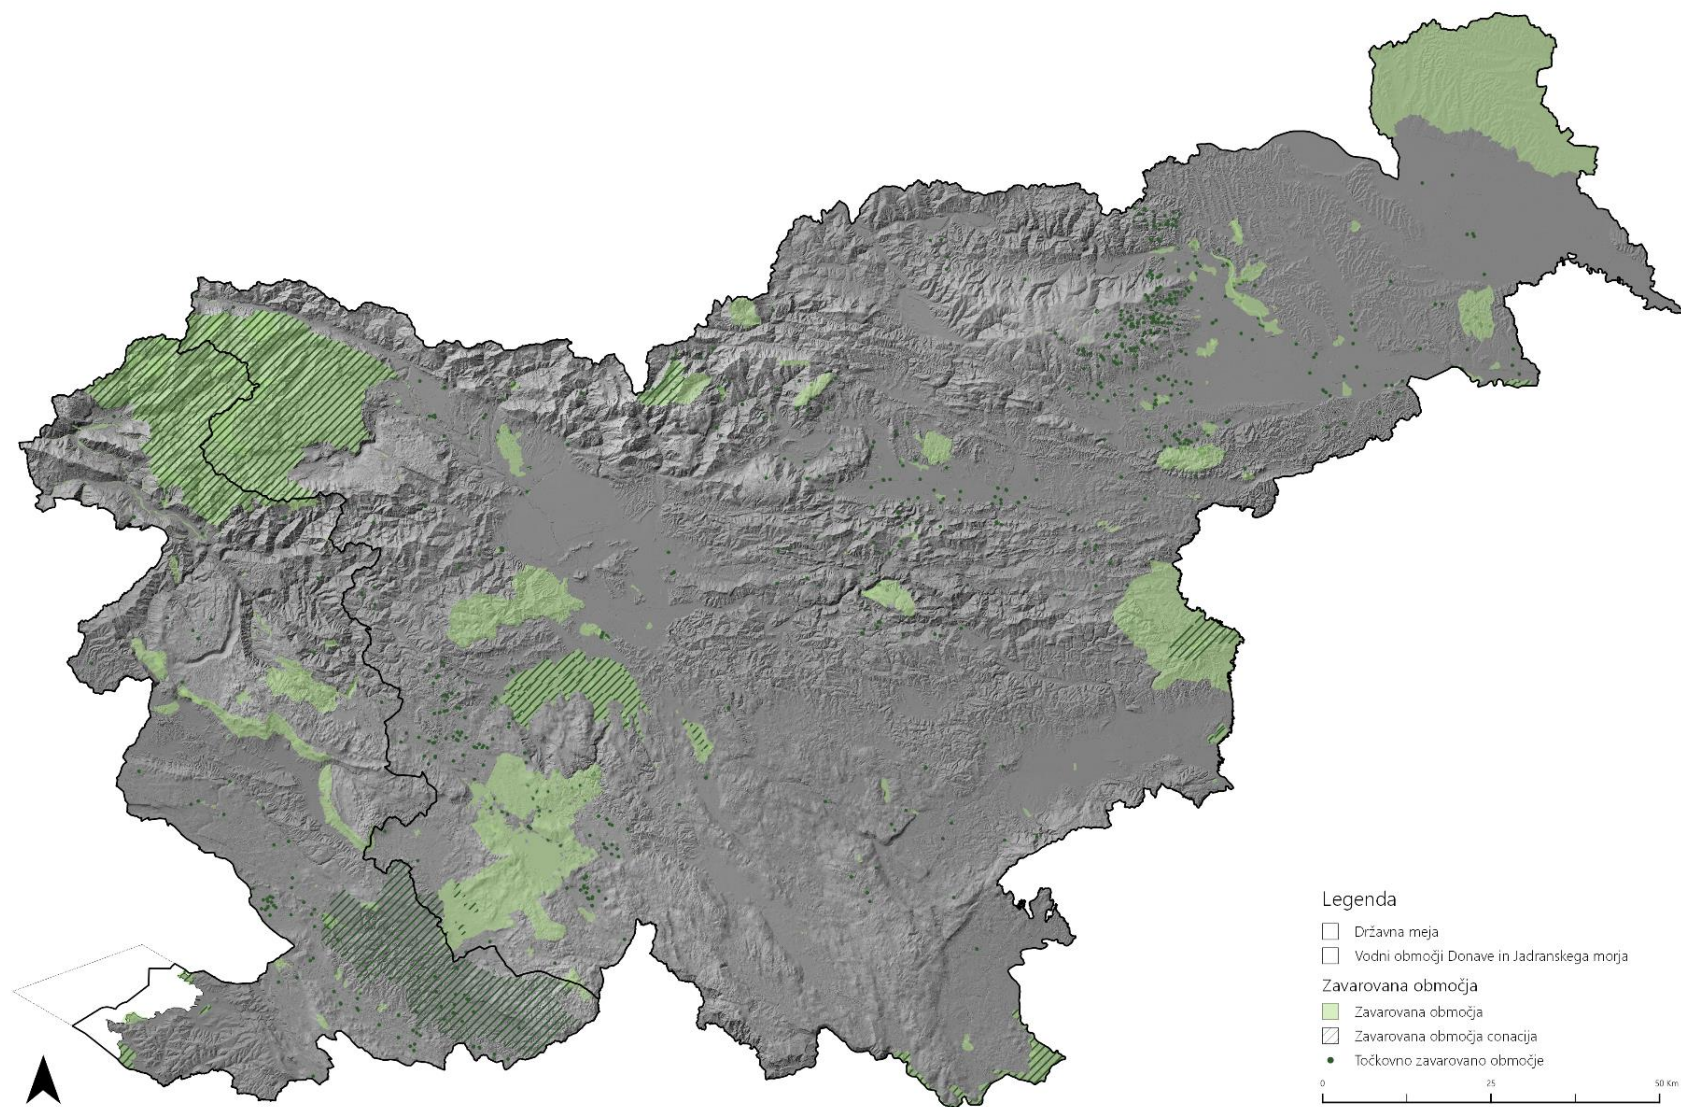 Legenda
Državna meja
Vodni območji Donave in Jadranskega morja
Zavarovana območja
Zavarovana območja
Zavarovana območja conacija
Točkovno zavarovano območje
0 25 50 Km